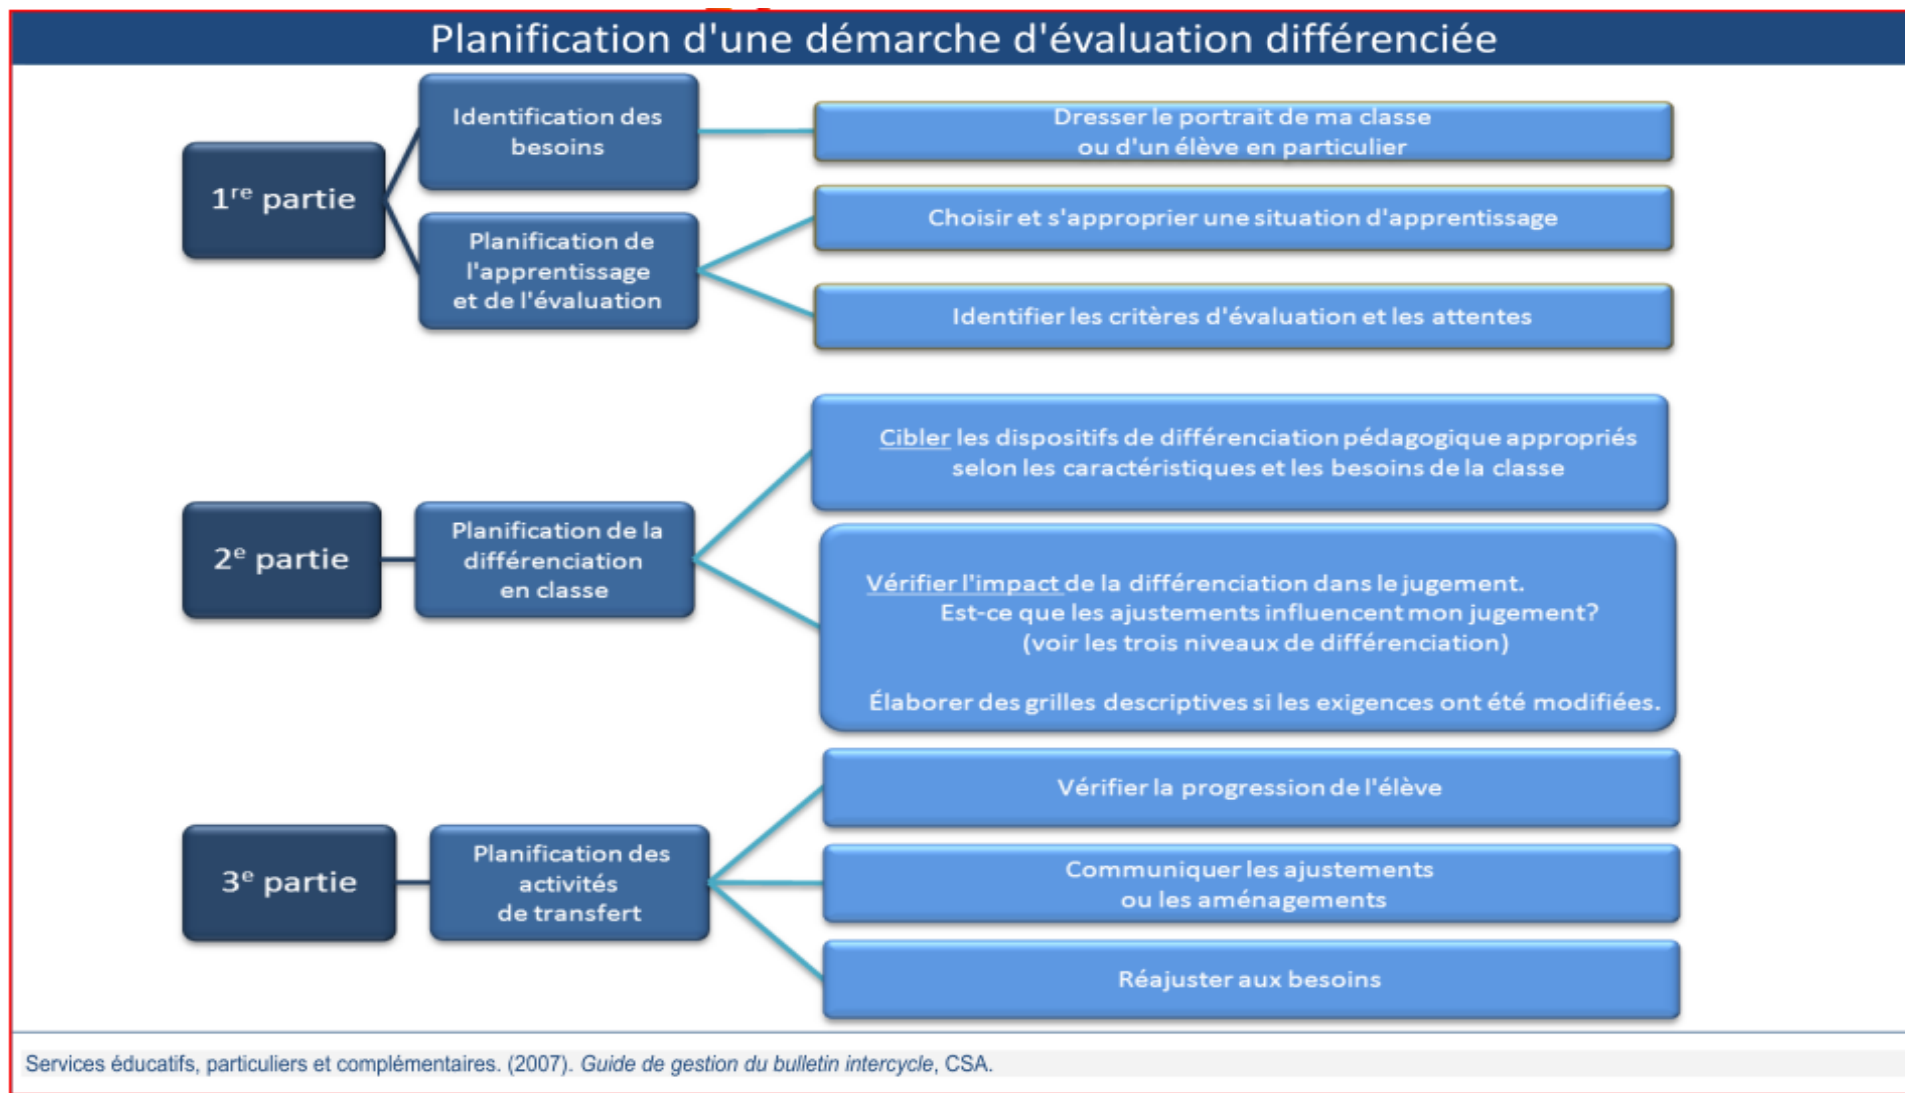 Planification d'une démarche d'évaluation différenciée
1re partie
Identification des
besoins
Dresser le portrait de ma classe
ou d'un élève en particulier
Planification de
l'apprentissage
et de l'évaluation
Choisir et s'approprier une situation d'apprentissage
Identifier les critères d'évaluation et les attentes
2e partie
Planification de la
différenciation
en classe
Cibler les dispositifs de différenciation pédagogique appropriés
selon les caractéristiques et les besoins de la classe
Vérifier l'impact de la différenciation dans le jugement.
Est-ce que les ajustements influencent mon jugement?
(voir les trois niveaux de différenciation)
Élaborer des grilles descriptives si les exigences ont été modifiées.
3e partie
Planification des
activités
de transfert
Vérifier la progression de l'élève
Communiquer les ajustements
ou les aménagements
Réajuster aux besoins
Services éducatifs, particuliers et complémentaires. (2007). Guide de gestion du bulletin intercycle, CSA.